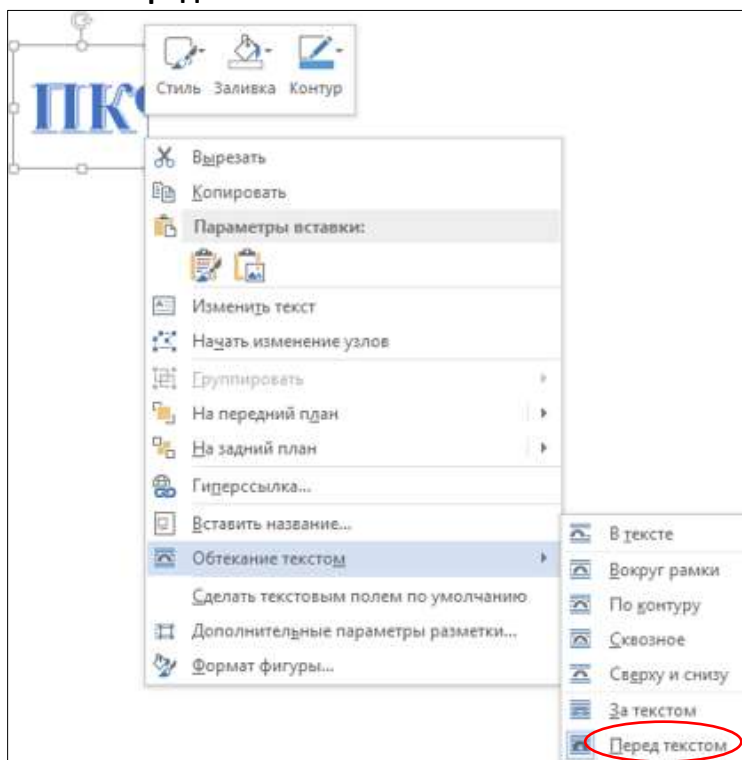 Стиль Заливка Контур
Вырезать
Копировать
Параметры вставки:
Изменить текст
Начать изменение узлов
Группировать
На передний план
На задний план
Гиперссылка...
Вставить название...
Обтекание текстом
Сделать текстовым полем по умолчанию
Дополнительные параметры разметки...
Формат фигуры...
В тексте
Вокруг рамки
По контуру
Сквозное
Сверху и снизу
За текстом
Перед текстом